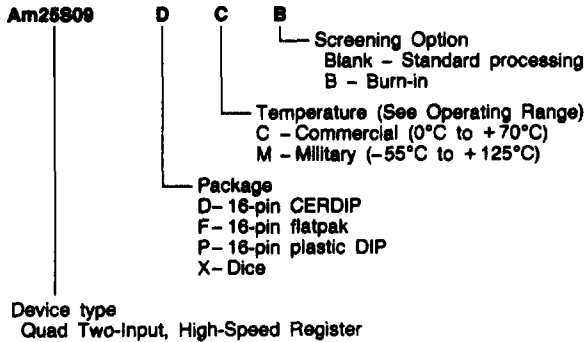 Am25S09 D C B
Screening Option
Blank – Standard processing
B – Burn-in
Temperature (See Operating Range)
C – Commercial (0°C to +70°C)
M – Military (–55°C to +125°C)
Package
D– 16-pin CERDIP
F– 16-pin flatpak
P– 16-pin plastic DIP
X– Dice
Device type
Quad Two-Input, High-Speed Register